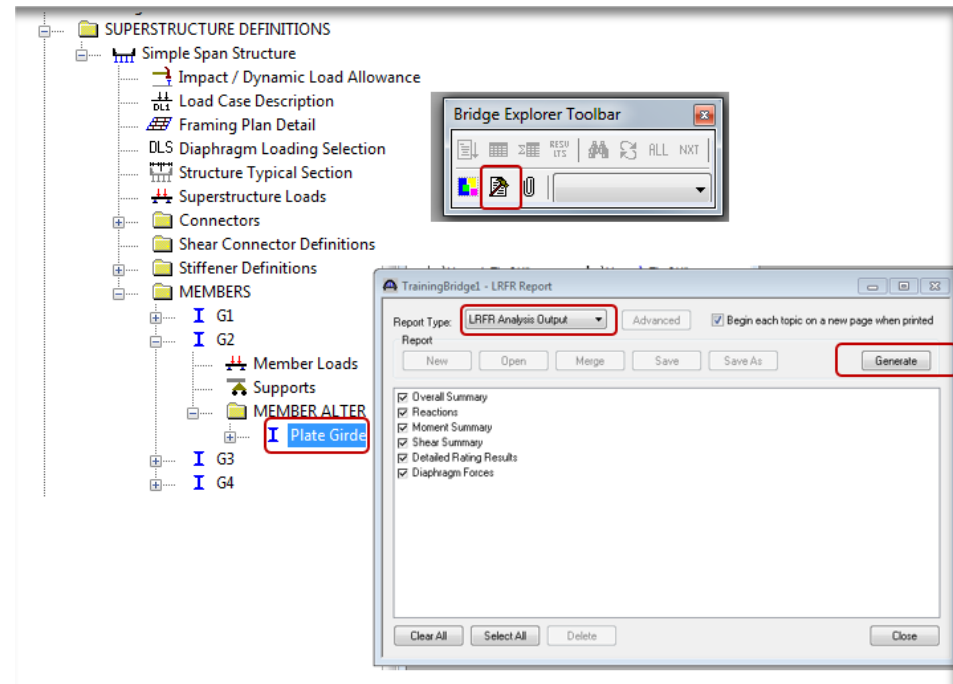 SUPERSTRUCTURE DEFINITIONS
Simple Span Structure
Impact / Dynamic Load Allowance
DL1 Load Case Description
Framing Plan Detail
DLS Diaphragm Loading Selection
Structure Typical Section
Superstructure Loads
Connectors
Shear Connector Definitions
Stiffener Definitions
MEMBERS
I G1
I G2
Member Loads
Supports
MEMBER ALTER
I Plate Girde
I G3
I G4
Bridge Explorer Toolbar
RESU LTS ALL NXT
TrainingBridge1 - LRFR Report
Report Type: LRFR Analysis Output Advanced Begin each topic on a new page when printed
Report
New Open Merge Save Save As Generate
Overall Summary
Reactions
Moment Summary
Shear Summary
Detailed Rating Results
Diaphragm Forces
Clear All Select All Delete Close